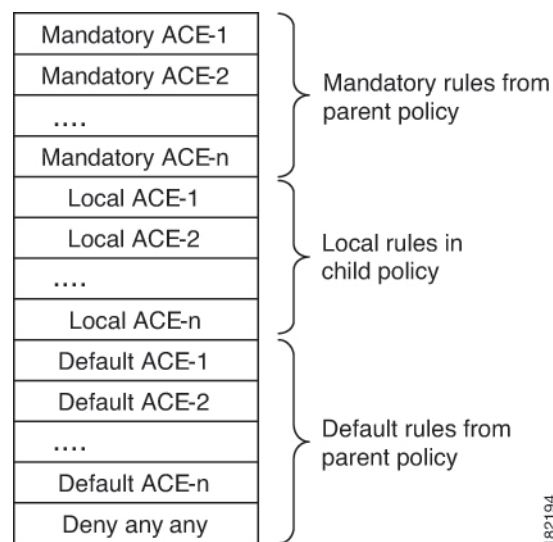 Mandatory ACE-1
Mandatory ACE-2
....
Mandatory ACE-n
Local ACE-1
Local ACE-2
....
Local ACE-n
Default ACE-1
Default ACE-2
....
Default ACE-n
Deny any any
Mandatory rules from
parent policy
Local rules in
child policy
Default rules from
parent policy
82194